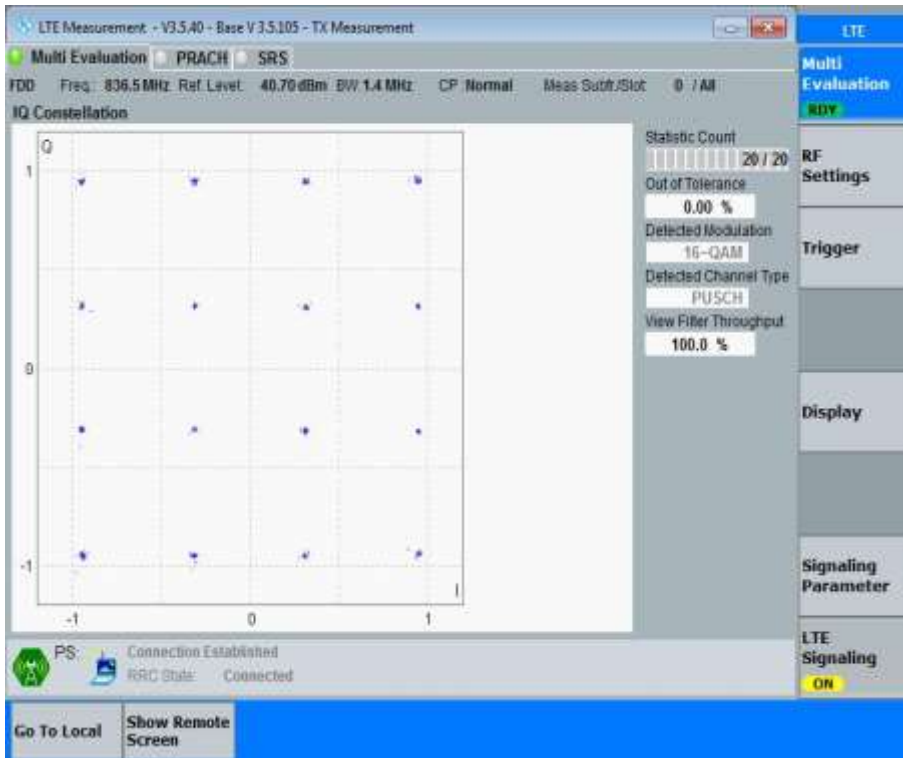 LTE Measurement - V3.5.40 - Base V 3.5.105 - TX Measurement
LTE
Multi Evaluation PRACH SRS
Multi
Evaluation
RDY
FDD Freq.: 836.5 MHz Ref. Level: 40.70 dBm BW: 1.4 MHz CP: Normal Meas Subfr./Slot: 0 / All
IQ Constellation
Q
1
0
-1
-1 0 1
I
Statistic Count
20 / 20
Out of Tolerance
0.00 %
Detected Modulation
16-QAM
Detected Channel Type
PUSCH
View Filter Throughput
100.0 %
RF
Settings
Trigger
Display
Signaling
Parameter
LTE
Signaling
ON
PS: Connection Established
RRC State: Connected
Go To Local
Show Remote
Screen